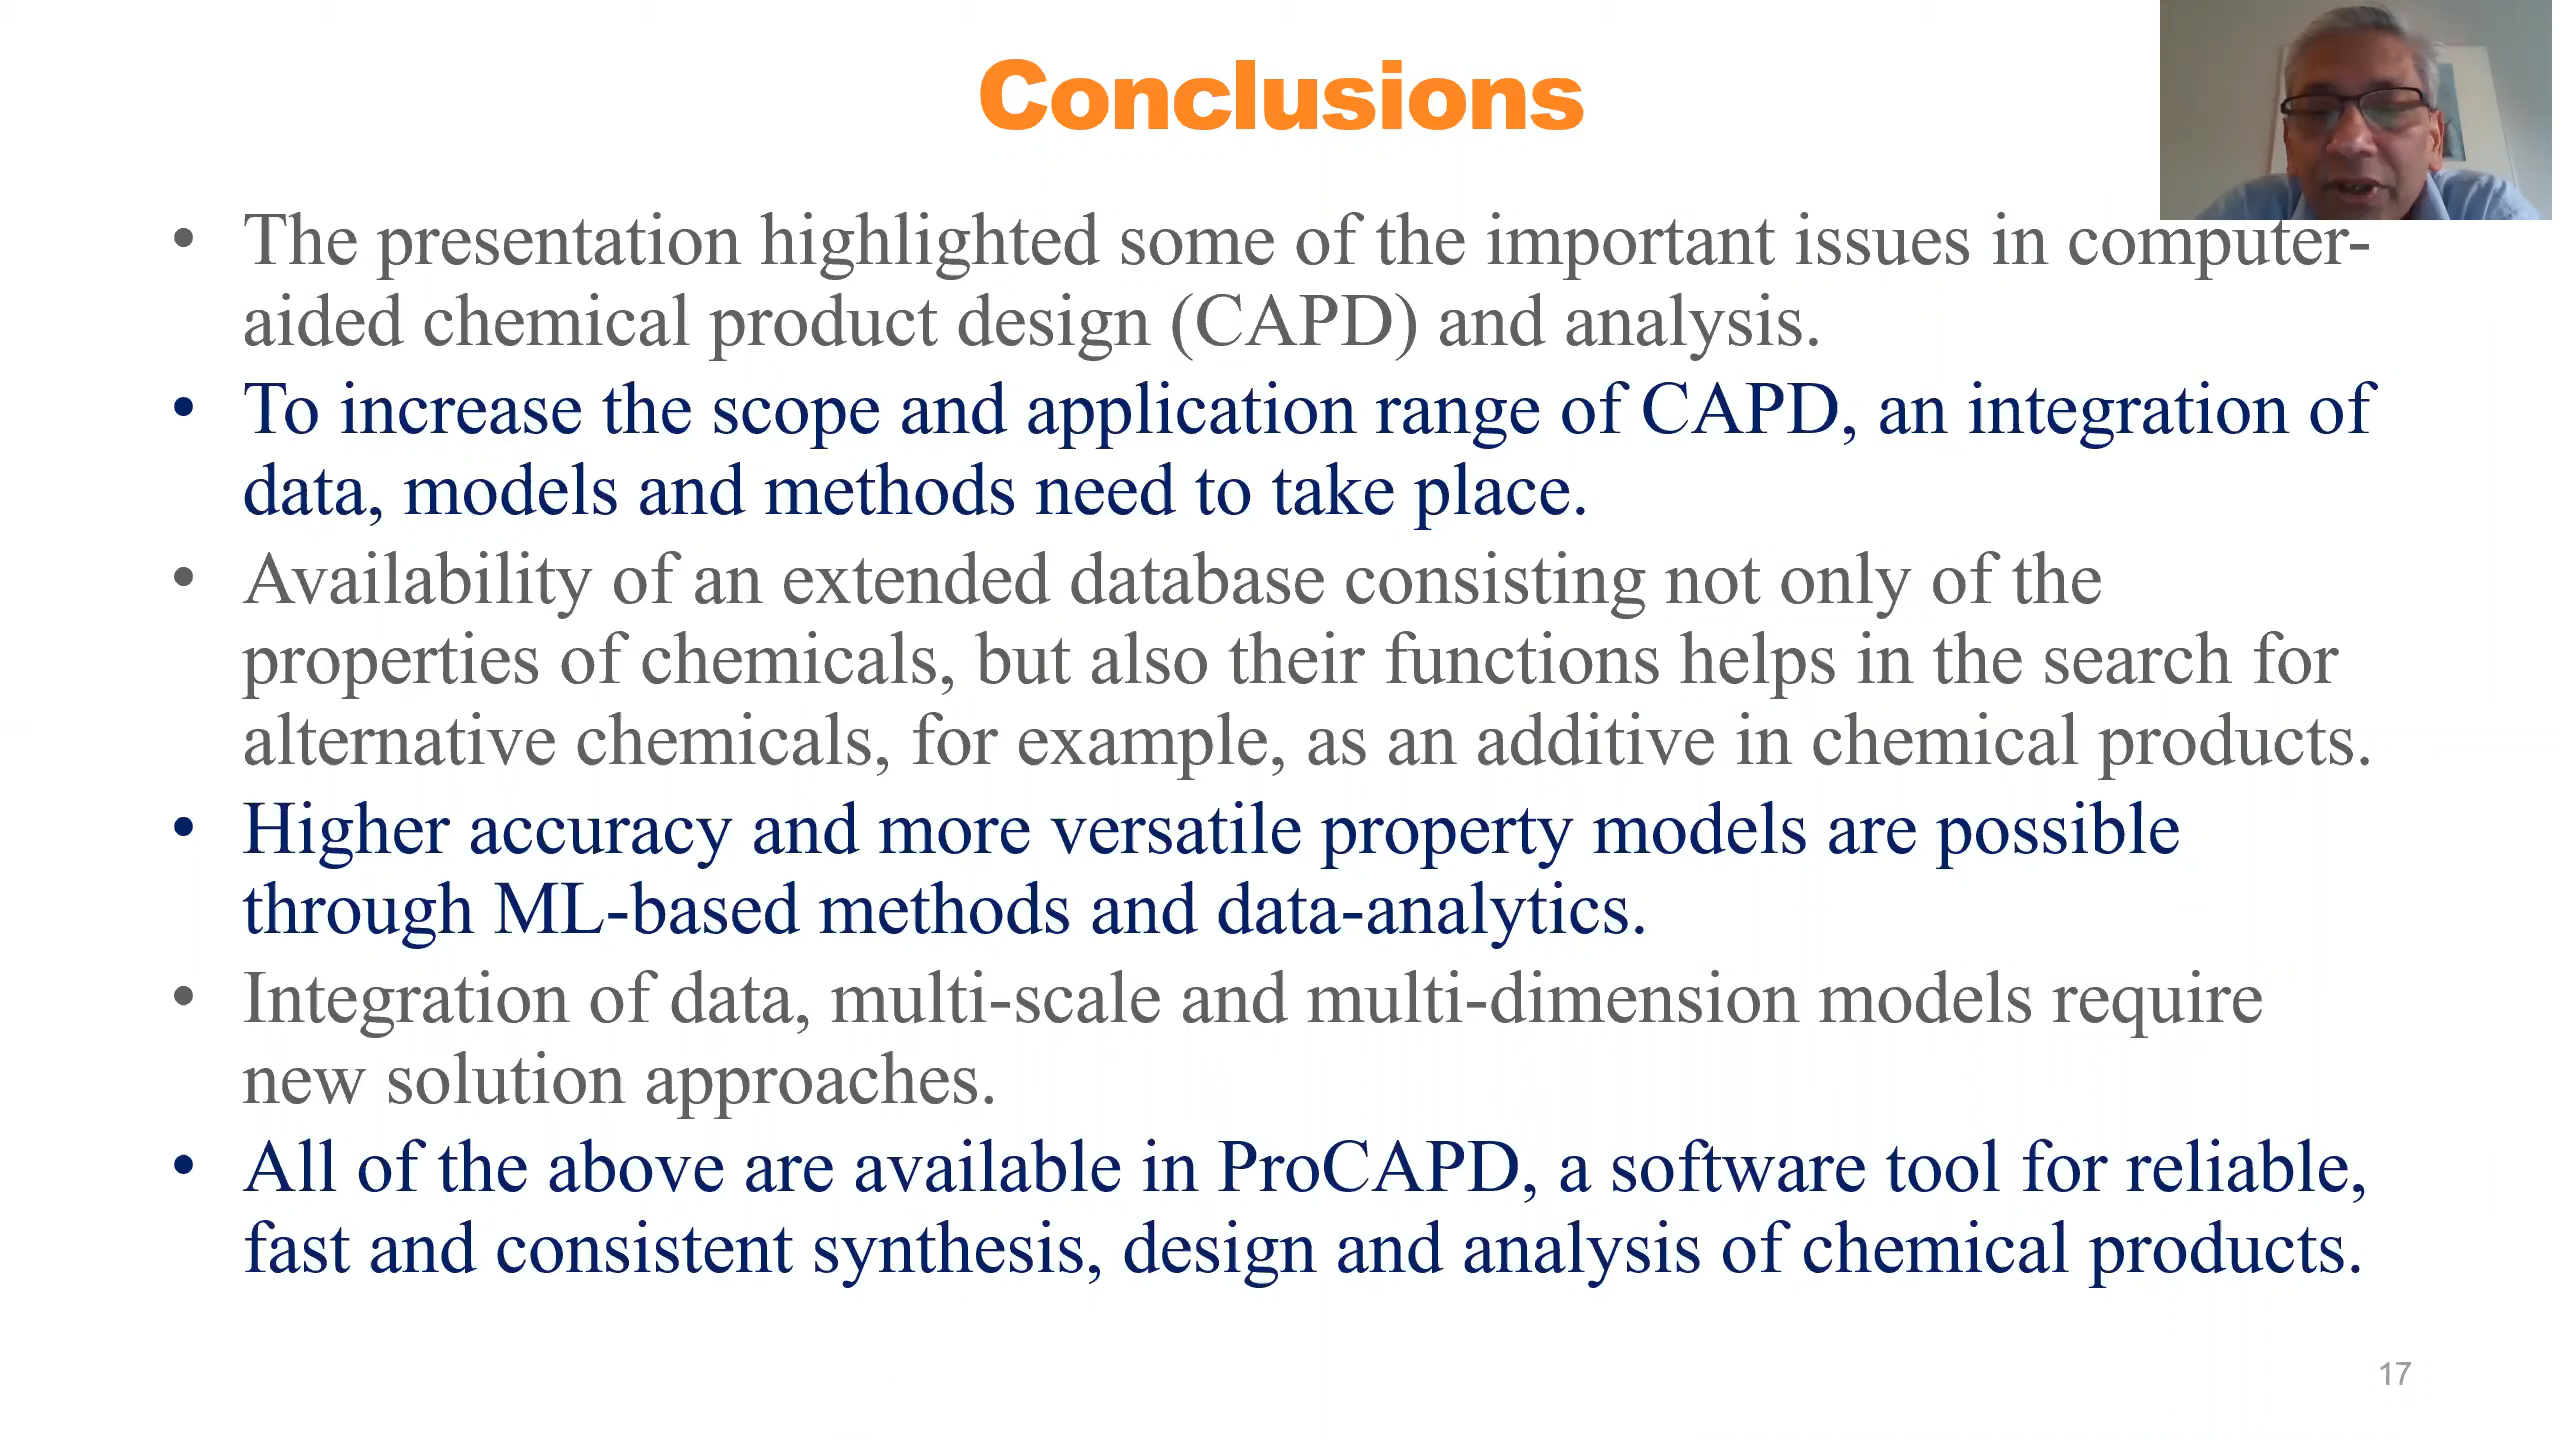 Conclusions
• The presentation highlighted some of the important issues in computer-
aided chemical product design (CAPD) and analysis.
• To increase the scope and application range of CAPD, an integration of
data, models and methods need to take place.
• Availability of an extended database consisting not only of the
properties of chemicals, but also their functions helps in the search for
alternative chemicals, for example, as an additive in chemical products.
• Higher accuracy and more versatile property models are possible
through ML-based methods and data-analytics.
• Integration of data, multi-scale and multi-dimension models require
new solution approaches.
• All of the above are available in ProCAPD, a software tool for reliable,
fast and consistent synthesis, design and analysis of chemical products.
17